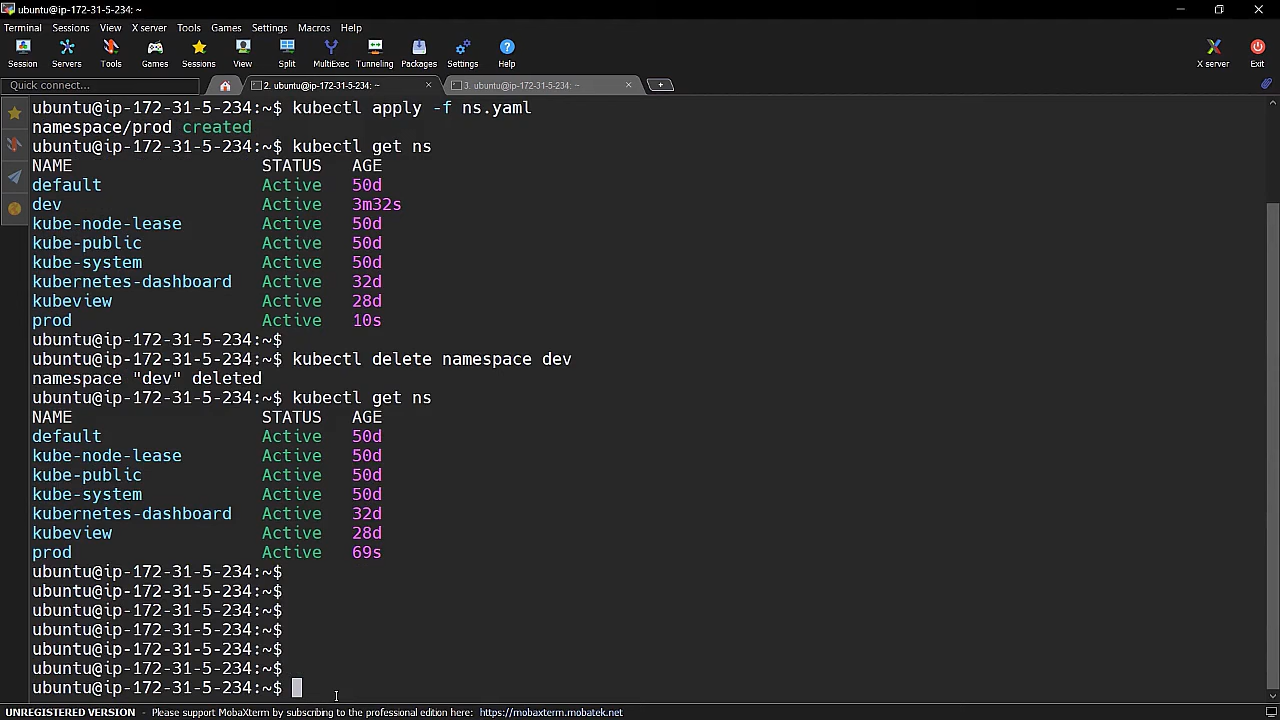 ubuntu@ip-172-31-5-234: ~
Terminal Sessions View X server Tools Games Settings Macros Help
Session Servers Tools Games Sessions View Split MultiExec Tunneling Packages Settings Help X server Exit
Quick connect... 2. ubuntu@ip-172-31-5-234: ~ 3. ubuntu@ip-172-31-5-234: ~
ubuntu@ip-172-31-5-234:~$ kubectl apply -f ns.yaml
namespace/prod created
ubuntu@ip-172-31-5-234:~$ kubectl get ns
NAME STATUS AGE
default Active 50d
dev Active 3m32s
kube-node-lease Active 50d
kube-public Active 50d
kube-system Active 50d
kubernetes-dashboard Active 32d
kubeview Active 28d
prod Active 10s
ubuntu@ip-172-31-5-234:~$
ubuntu@ip-172-31-5-234:~$ kubectl delete namespace dev
namespace "dev" deleted
ubuntu@ip-172-31-5-234:~$ kubectl get ns
NAME STATUS AGE
default Active 50d
kube-node-lease Active 50d
kube-public Active 50d
kube-system Active 50d
kubernetes-dashboard Active 32d
kubeview Active 28d
prod Active 69s
ubuntu@ip-172-31-5-234:~$
ubuntu@ip-172-31-5-234:~$
ubuntu@ip-172-31-5-234:~$
ubuntu@ip-172-31-5-234:~$
ubuntu@ip-172-31-5-234:~$
ubuntu@ip-172-31-5-234:~$
ubuntu@ip-172-31-5-234:~$
UNREGISTERED VERSION - Please support MobaXterm by subscribing to the professional edition here: https://mobaxterm.mobatek.net